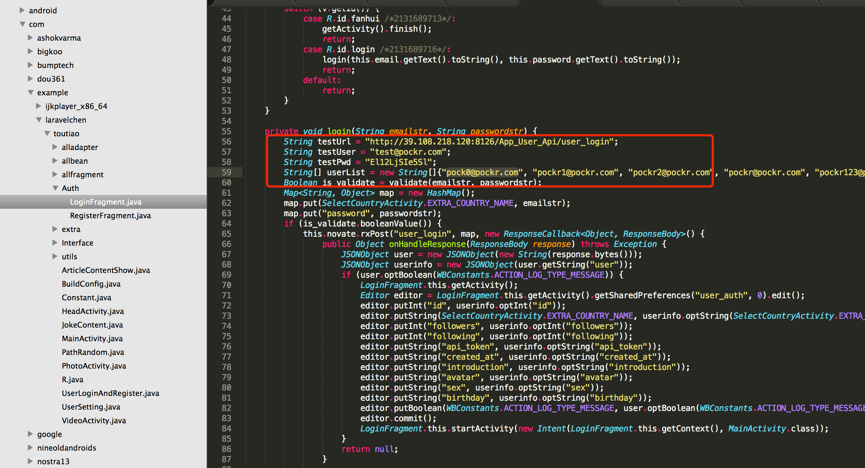 android
com
ashokvarma
bigkoo
bumptech
dou361
example
ijkplayer_x86_64
laravelchen
toutiao
alladapter
allbean
allfragment
Auth
LoginFragment.java
RegisterFragment.java
extra
Interface
utils
ArticleContentShow.java
BuildConfig.java
Constant.java
HeadActivity.java
JokeContent.java
MainActivity.java
PathRandom.java
PhotoActivity.java
R.java
UserLoginAndRegister.java
UserSetting.java
VideoActivity.java
google
nineoldandroids
nostra13
43 switch (v.getId()) {
44 case R.id.fanhui /*2131689713*/:
45 getActivity().finish();
46 return;
47 case R.id.login /*2131689716*/:
48 login(this.email.getText().toString(), this.password.getText().toString());
49 return;
50 default:
51 return;
52 }
53 }
54
55 private void login(String emailstr, String passwordstr) {
56 String testUrl = "http://39.108.218.120:8126/App_User_Api/user_login";
57 String testUser = "test@pockr.com";
58 String testPwd = "El12LjSIe5Sl";
59 String[] userList = new String[]{"pock0@pockr.com", "pockr1@pockr.com", "pockr2@pockr.com", "pockr@pockr.com", "pockr123@p
60 Boolean is_validate = validate(emailstr, passwordstr);
61 Map<String, Object> map = new HashMap();
62 map.put(SelectCountryActivity.EXTRA_COUNTRY_NAME, emailstr);
63 map.put("password", passwordstr);
64 if (is_validate.booleanValue()) {
65 this.novate.rxPost("user_login", map, new ResponseCallback<Object, ResponseBody>() {
66 public Object onHandleResponse(ResponseBody response) throws Exception {
67 JSONObject user = new JSONObject(new String(response.bytes()));
68 JSONObject userinfo = new JSONObject(user.getString("user"));
69 if (user.optBoolean(WBConstants.ACTION_LOG_TYPE_MESSAGE)) {
70 LoginFragment.this.getActivity();
71 Editor editor = LoginFragment.this.getActivity().getSharedPreferences("user_auth", 0).edit();
72 editor.putInt("id", userinfo.optInt("id"));
73 editor.putString(SelectCountryActivity.EXTRA_COUNTRY_NAME, userinfo.optString(SelectCountryActivity.EXTRA_
74 editor.putInt("followers", userinfo.optInt("followers"));
75 editor.putInt("following", userinfo.optInt("following"));
76 editor.putString("api_token", userinfo.optString("api_token"));
77 editor.putString("created_at", userinfo.optString("created_at"));
78 editor.putString("introduction", userinfo.optString("introduction"));
79 editor.putString("avatar", userinfo.optString("avatar"));
80 editor.putString("sex", userinfo.optString("sex"));
81 editor.putString("birthday", userinfo.optString("birthday"));
82 editor.putBoolean(WBConstants.ACTION_LOG_TYPE_MESSAGE, user.optBoolean(WBConstants.ACTION_LOG_TYPE_MESSAG
83 editor.commit();
84 LoginFragment.this.startActivity(new Intent(LoginFragment.this.getContext(), MainActivity.class));
85 }
86 return null;
87 }